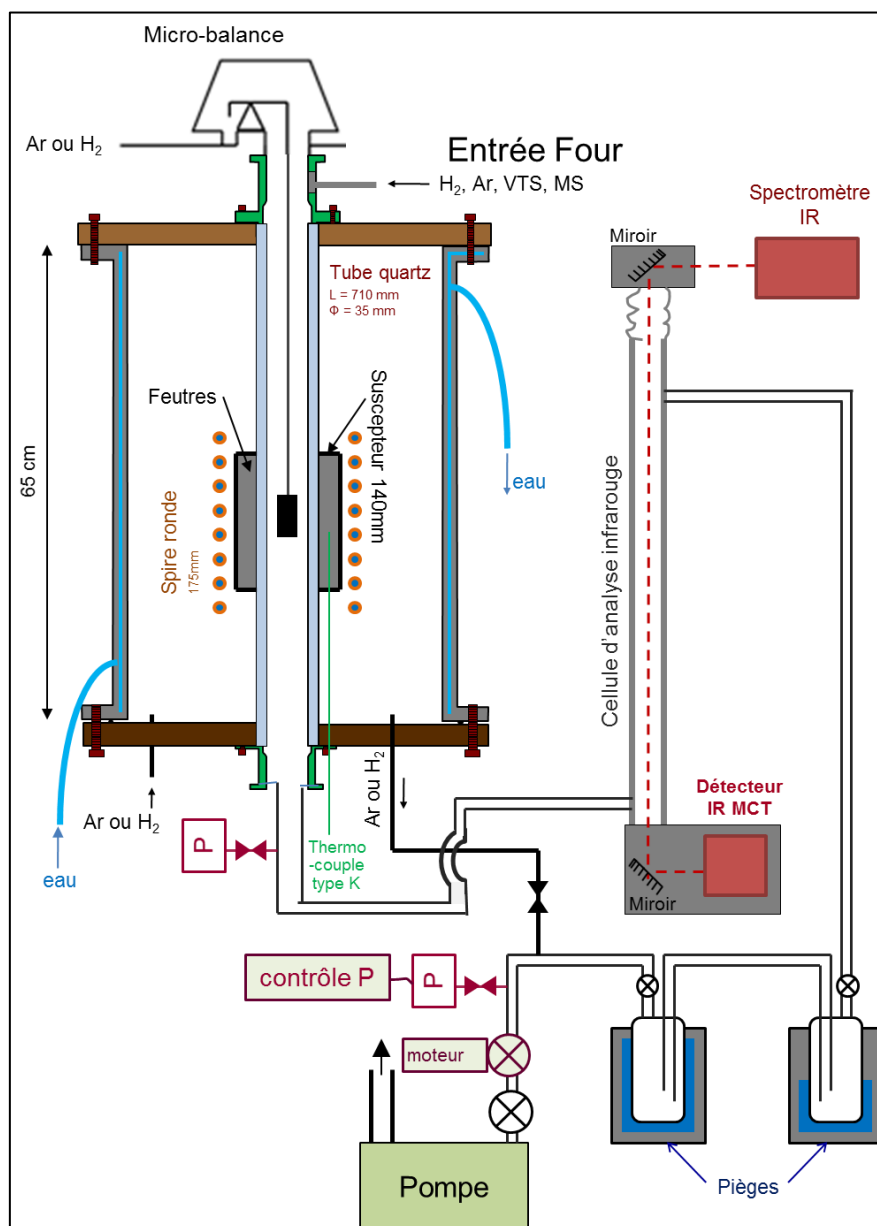 Micro-balance
Ar ou H2
Entrée Four
H2, Ar, VTS, MS
Spectromètre
IR
Miroir
Tube quartz
L = 710 mm
Φ = 35 mm
Feutres
Suscepteur 140mm
65 cm
eau
Spire ronde
175mm
Cellule d'analyse infrarouge
Ar ou H2
Ar ou H2
Détecteur
IR MCT
P
Thermo
-couple
type K
eau
Miroir
contrôle P
P
moteur
Pompe
Pièges